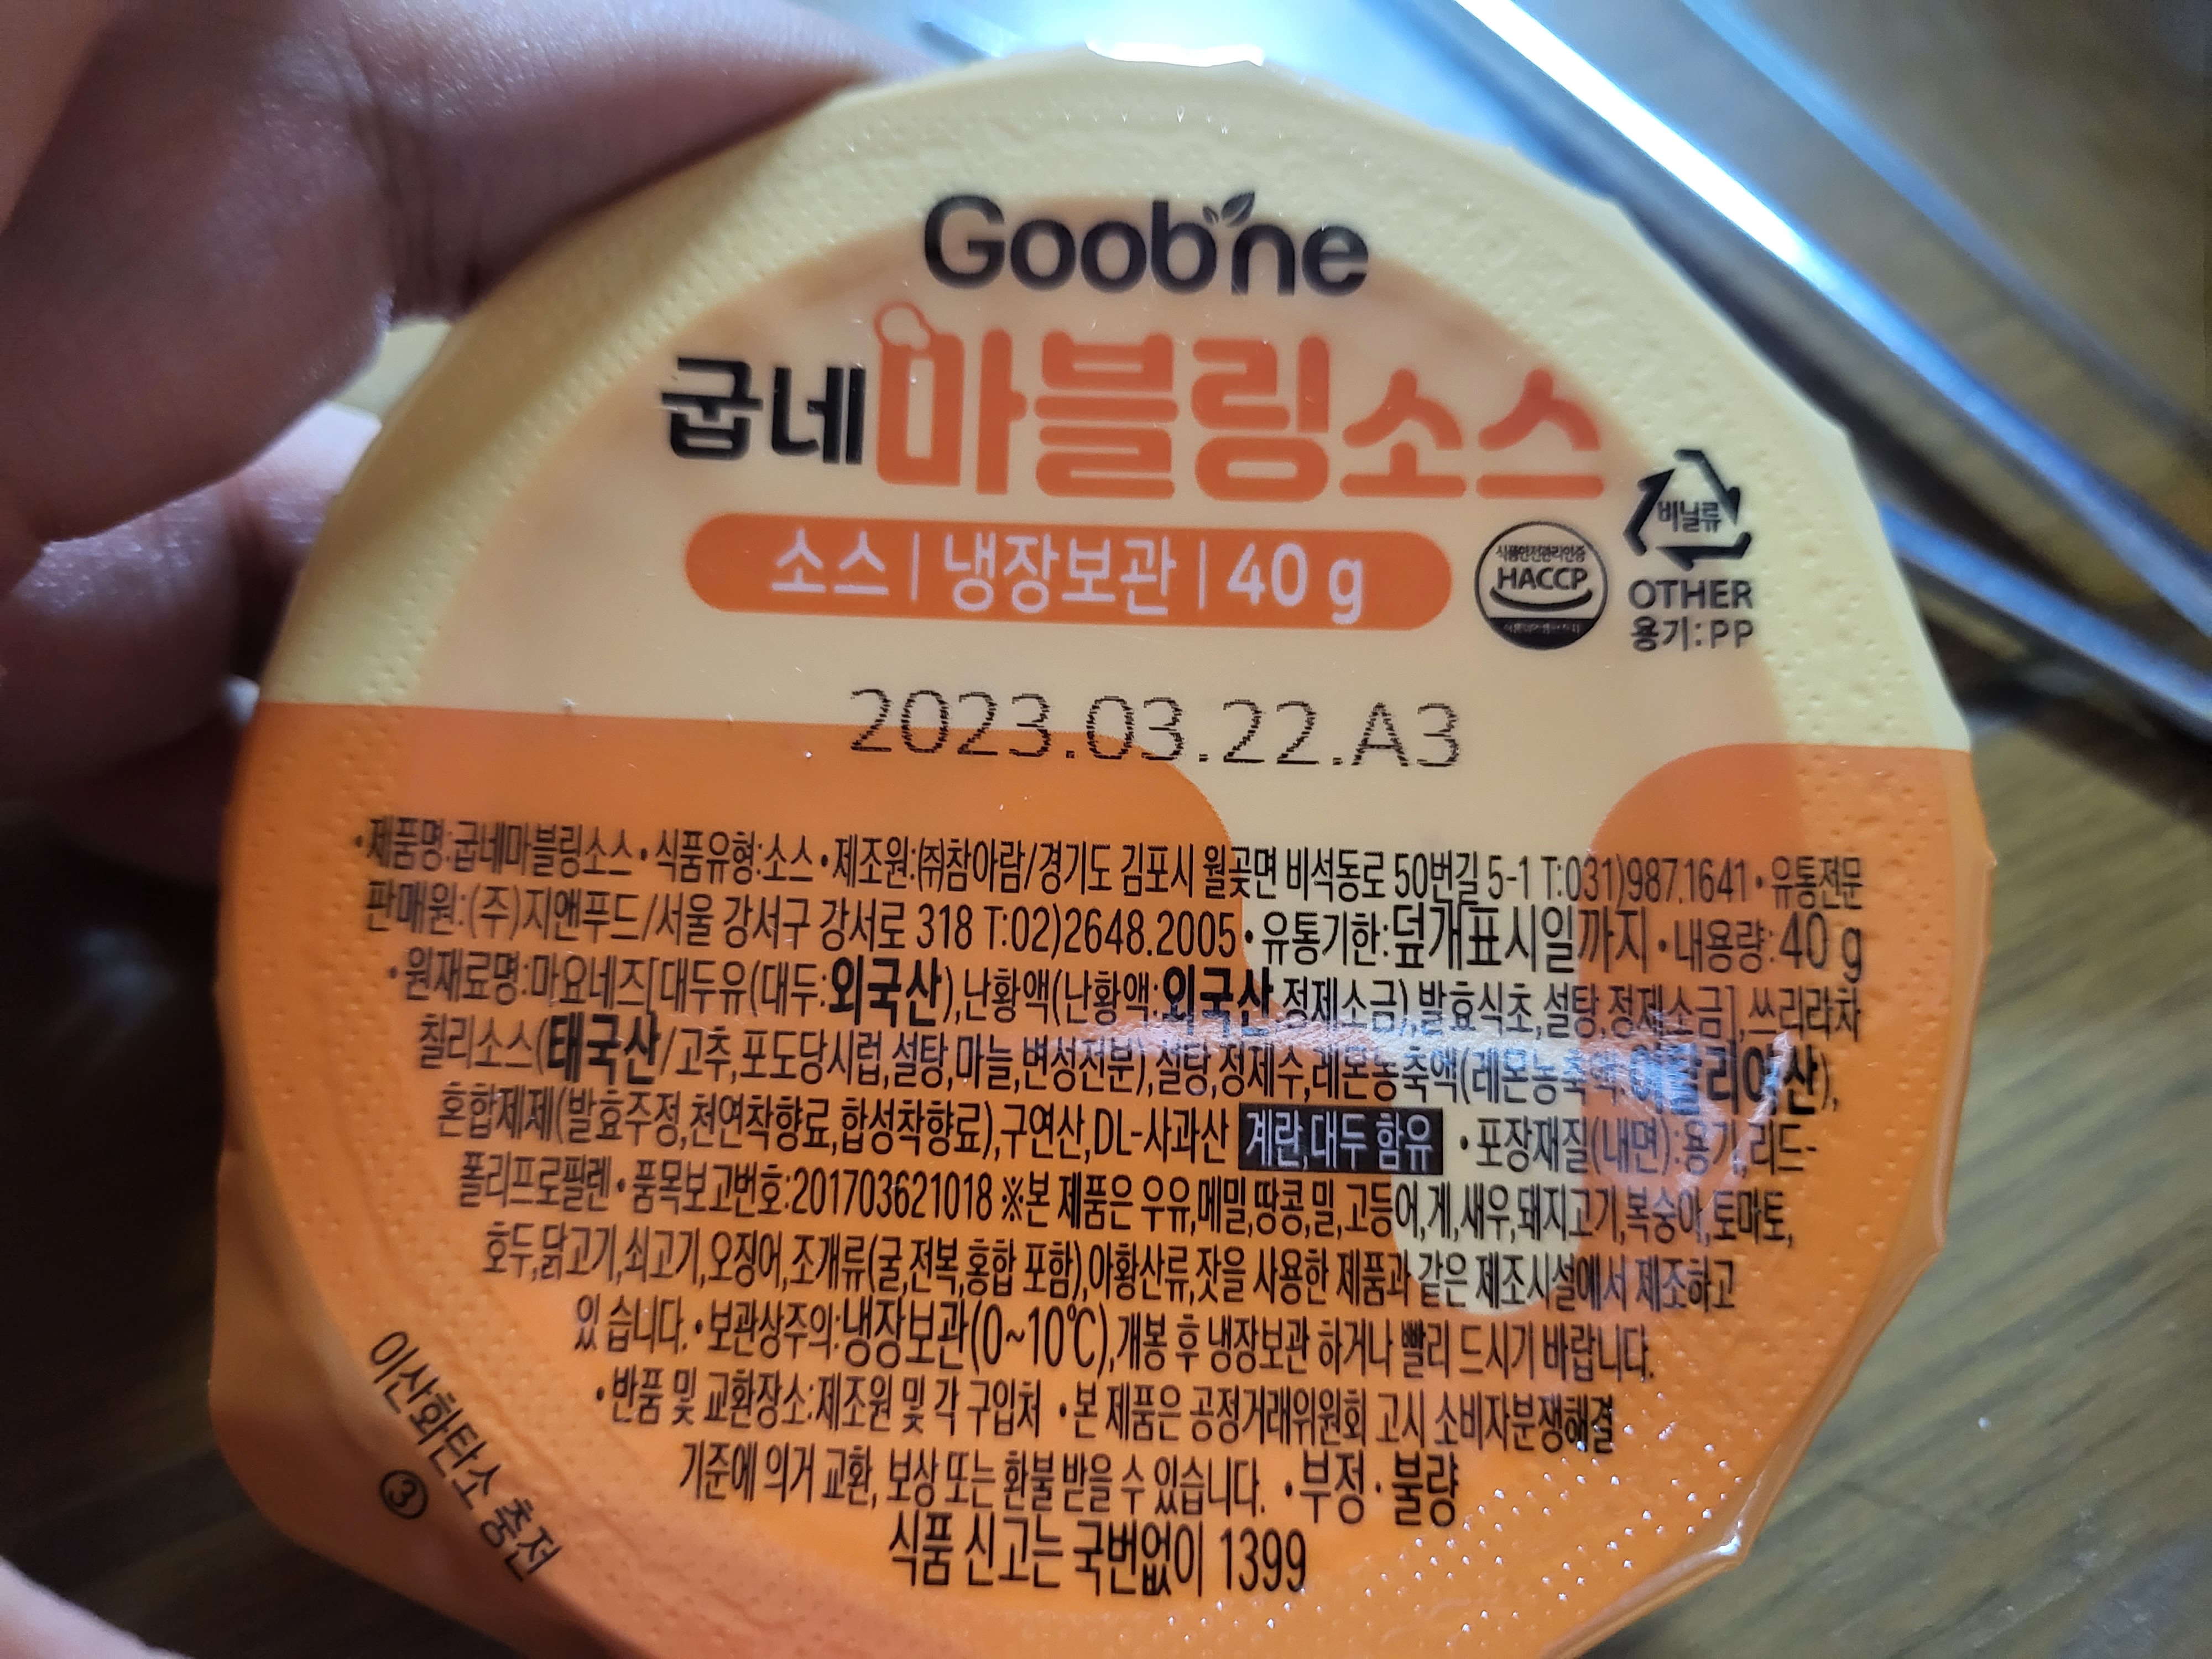 Goobne
굽네마블링소스
소스 | 냉장보관 | 40 g
비닐류
식품안전관리인증
HACCP
OTHER
용기:PP
2023.03.22.A3
•제품명:굽네마블링소스•식품유형:소스•제조원:㈜참아람/경기도 김포시 월곶면 비석동로 50번길 5-1 T:031)987.1641•유통전문
판매원:(주)지앤푸드/서울 강서구 강서로 318 T:02)2648.2005•유통기한:덮개표시일까지•내용량:40 g
•원재료명:마요네즈[대두유(대두:외국산),난황액(난황액:외국산,정제소금),발효식초,설탕,정제소금],쓰리라차
칠리소스(태국산/고추,포도당시럽,설탕,마늘,변성전분),설탕,정제수,레몬농축액(레몬농축액:이탈리아산),
혼합제제(발효주정,천연착향료,합성착향료),구연산,DL-사과산 계란,대두 함유 •포장재질(내면):용기,리드-
폴리프로필렌•품목보고번호:201703621018 ※본 제품은 우유,메밀,땅콩,밀,고등어,게,새우,돼지고기,복숭아,토마토,
호두,닭고기,쇠고기,오징어,조개류(굴,전복,홍합 포함),아황산류,잣을 사용한 제품과 같은 제조시설에서 제조하고
있습니다.•보관상주의:냉장보관(0~10℃),개봉 후 냉장보관 하거나 빨리 드시기 바랍니다.
•반품 및 교환장소:제조원 및 각 구입처 •본 제품은 공정거래위원회 고시 소비자분쟁해결
기준에 의거 교환, 보상 또는 환불 받을 수 있습니다. •부정·불량
식품 신고는 국번없이 1399
이산화탄소 충전
③